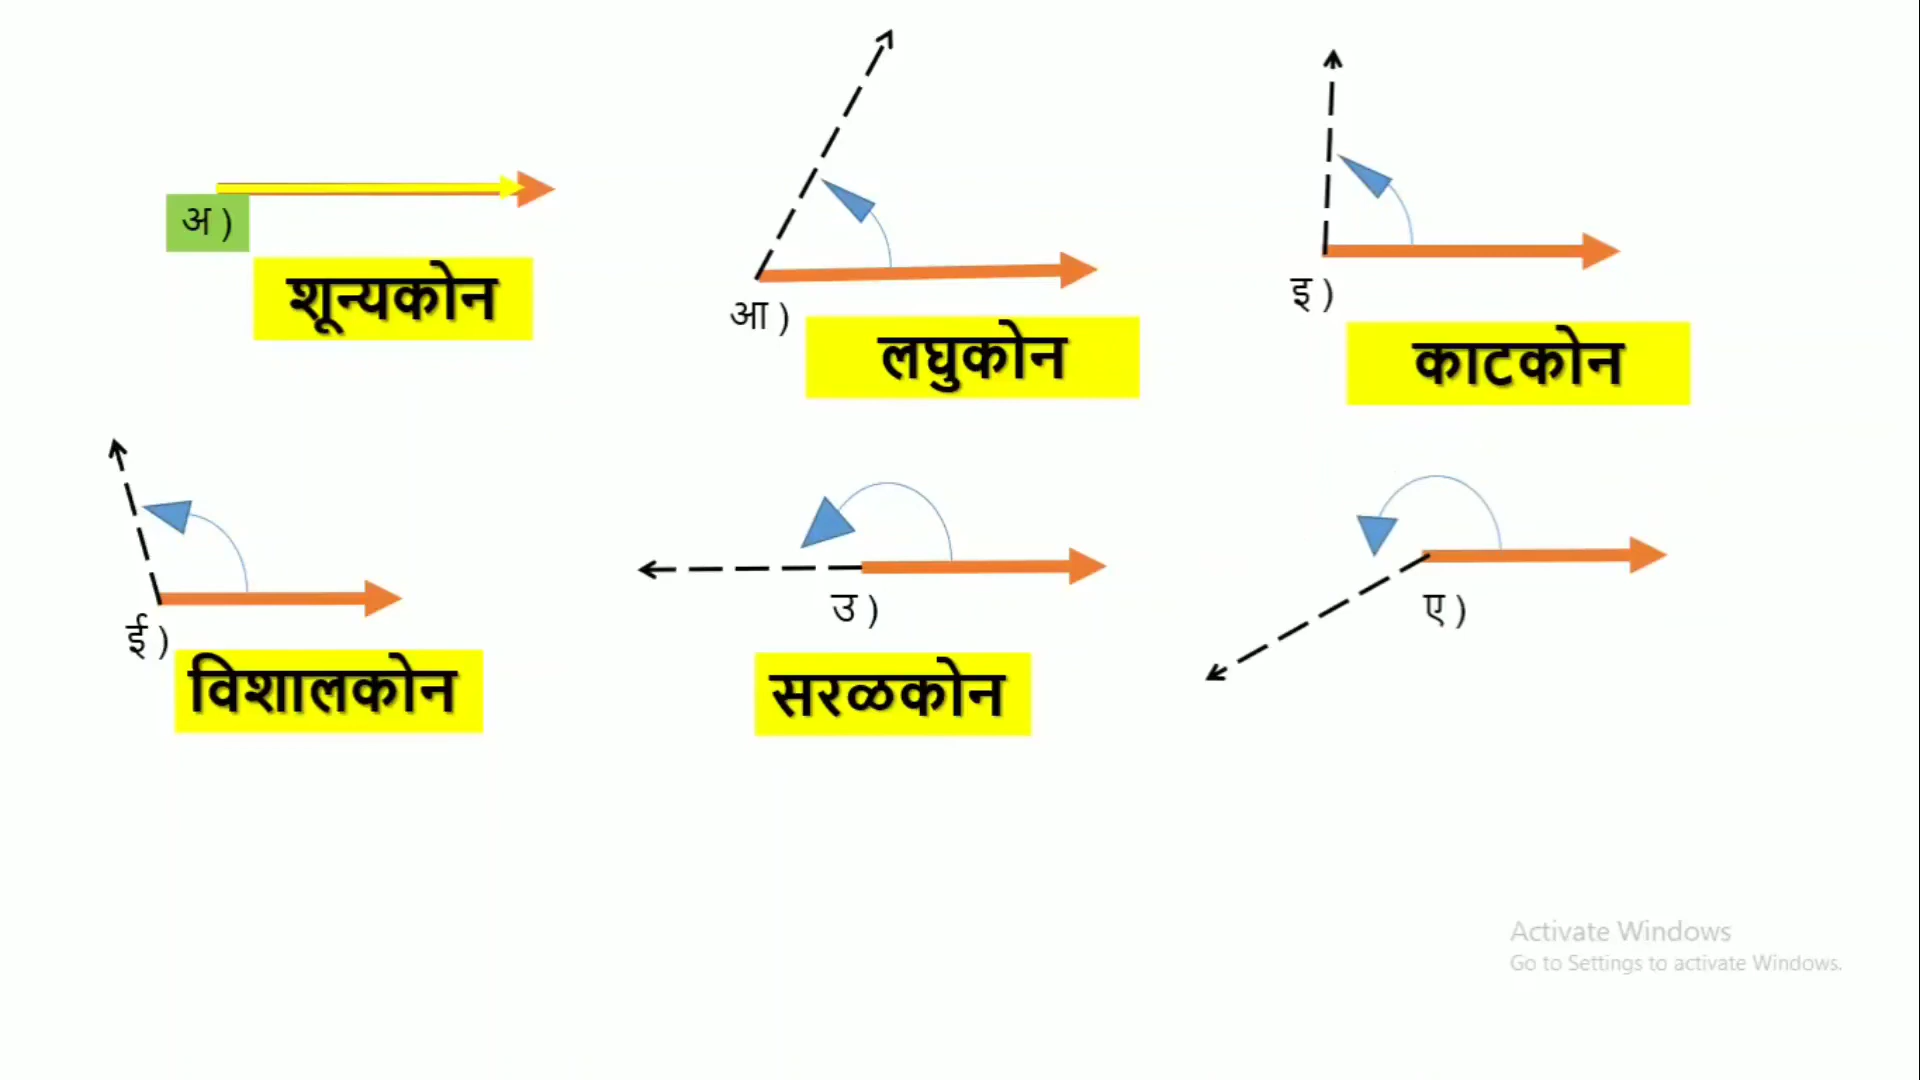 अ )
शून्यकोन
आ )
लघुकोन
इ )
काटकोन
ई )
विशालकोन
उ )
सरळकोन
ए )
Activate Windows
Go to Settings to activate Windows.